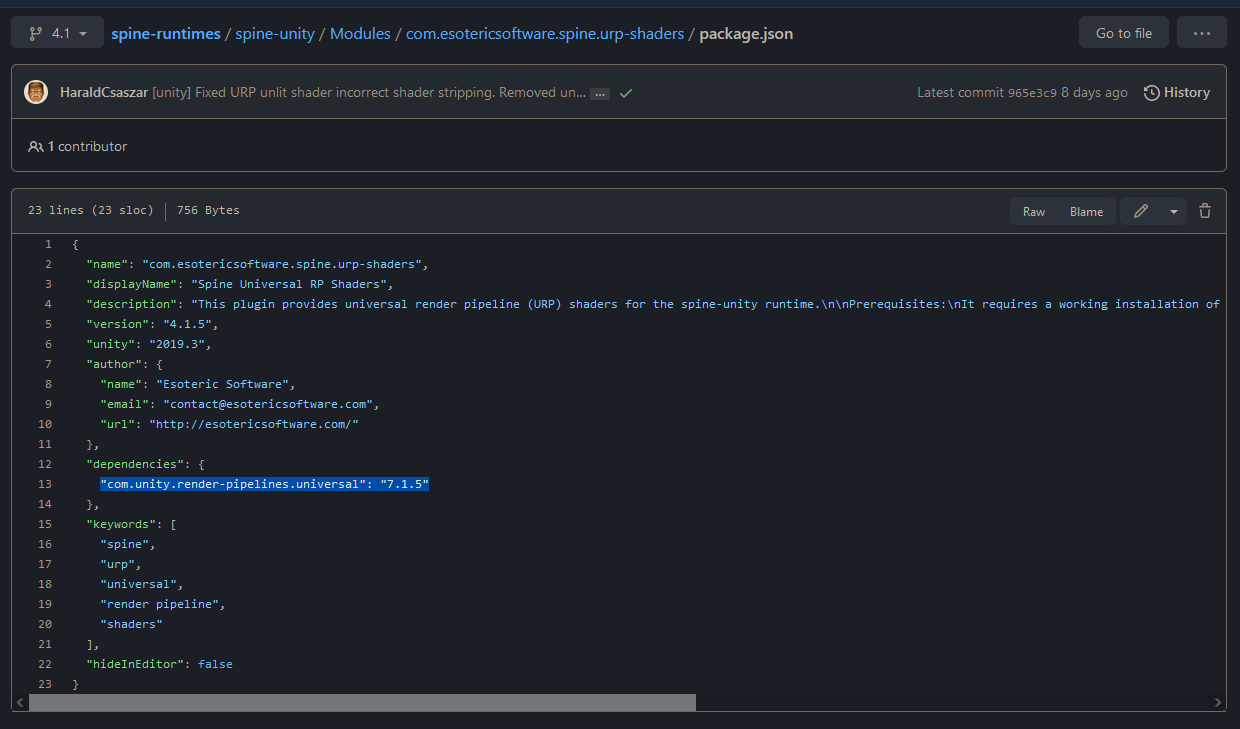 4.1 spine-runtimes / spine-unity / Modules / com.esotericsoftware.spine.urp-shaders / package.json Go to file ...
HaraldCsaszar [unity] Fixed URP unlit shader incorrect shader stripping. Removed un... ... Latest commit 965e3c9 8 days ago History
1 contributor
23 lines (23 sloc) 756 Bytes Raw Blame
1 {
2 "name": "com.esotericsoftware.spine.urp-shaders",
3 "displayName": "Spine Universal RP Shaders",
4 "description": "This plugin provides universal render pipeline (URP) shaders for the spine-unity runtime.\n\nPrerequisites:\nIt requires a working installation of
5 "version": "4.1.5",
6 "unity": "2019.3",
7 "author": {
8 "name": "Esoteric Software",
9 "email": "contact@esotericsoftware.com",
10 "url": "http://esotericsoftware.com/"
11 },
12 "dependencies": {
13 "com.unity.render-pipelines.universal": "7.1.5"
14 },
15 "keywords": [
16 "spine",
17 "urp",
18 "universal",
19 "render pipeline",
20 "shaders"
21 ],
22 "hideInEditor": false
23 }